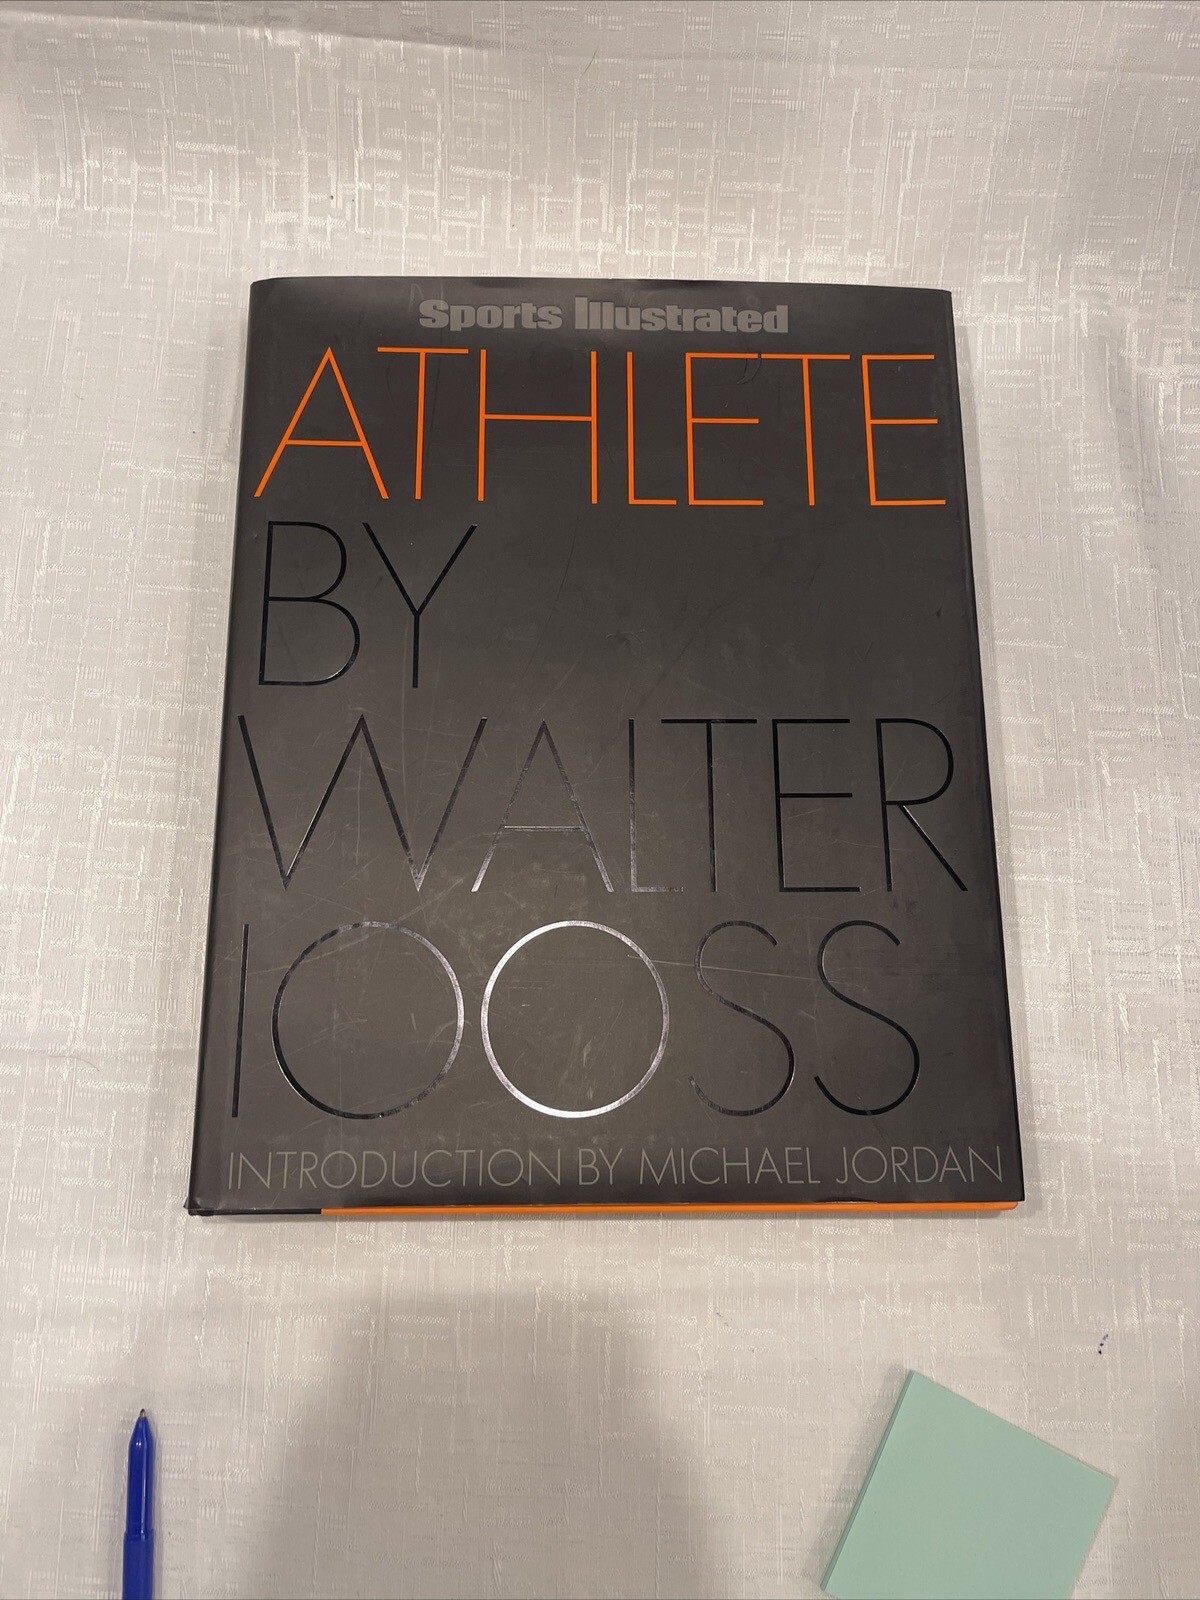 Sports Illustrated
ATHLETE
BY
WALTER
IOOSS
INTRODUCTION BY MICHAEL JORDAN